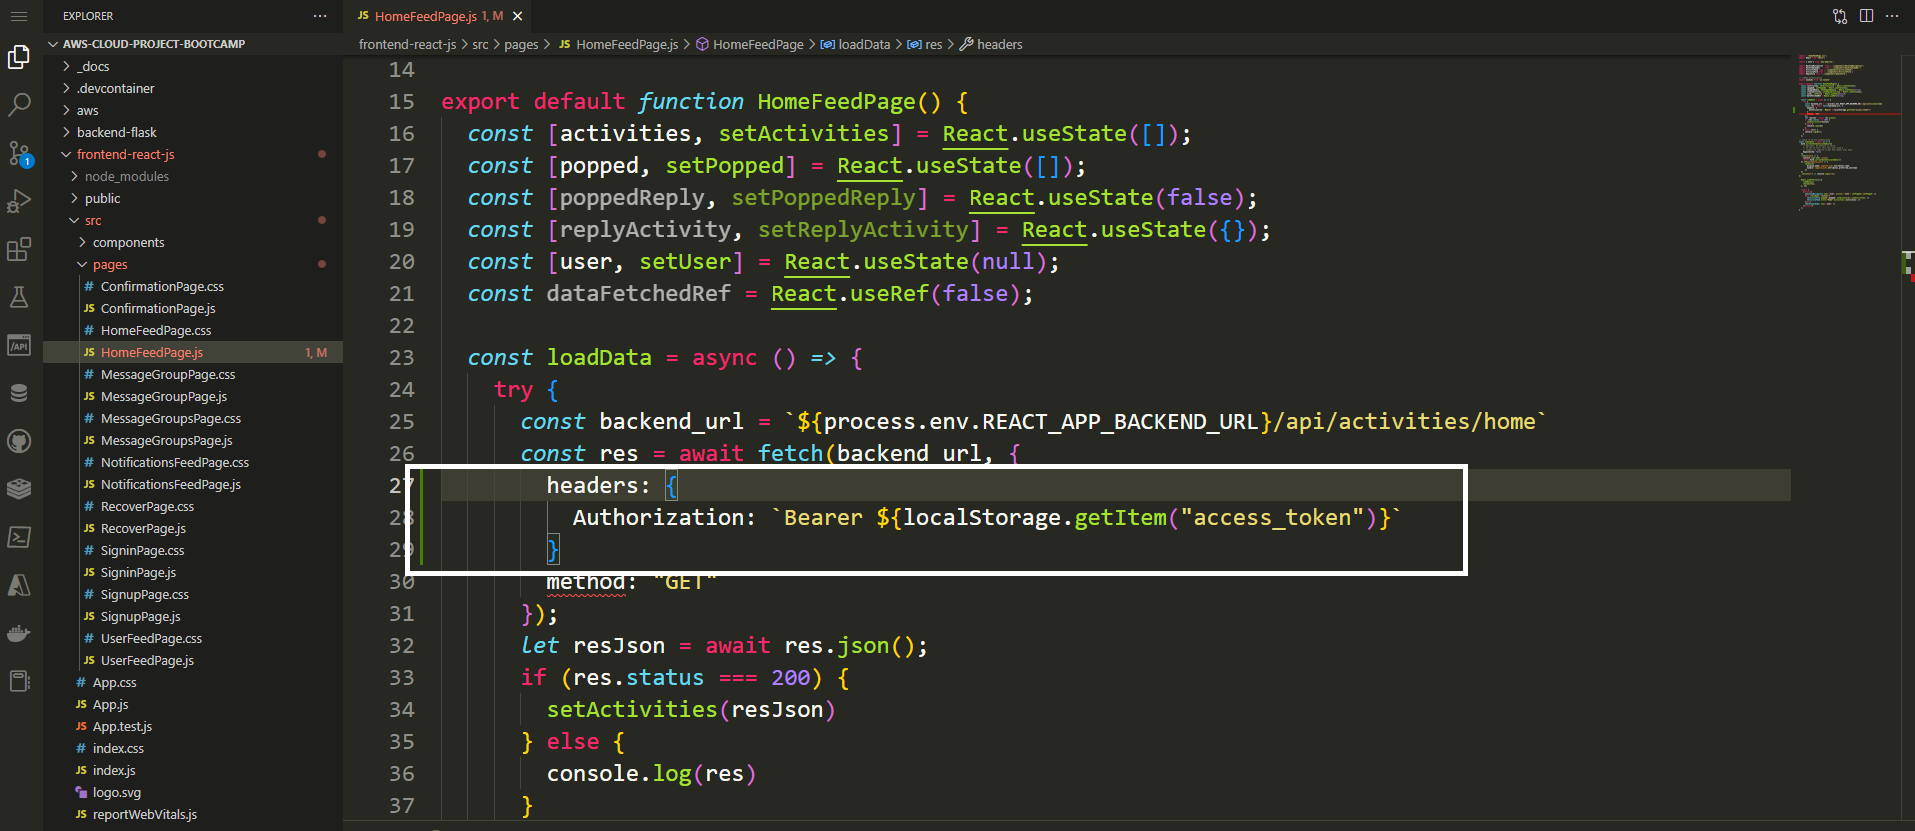 EXPLORER
HomeFeedPage.js 1, M
AWS-CLOUD-PROJECT-BOOTCAMP
_docs
.devcontainer
aws
backend-flask
frontend-react-js
node_modules
public
src
components
pages
# ConfirmationPage.css
JS ConfirmationPage.js
# HomeFeedPage.css
JS HomeFeedPage.js 1, M
# MessageGroupPage.css
JS MessageGroupPage.js
# MessageGroupsPage.css
JS MessageGroupsPage.js
# NotificationsFeedPage.css
JS NotificationsFeedPage.js
# RecoverPage.css
JS RecoverPage.js
# SigninPage.css
JS SigninPage.js
# SignupPage.css
JS SignupPage.js
# UserFeedPage.css
JS UserFeedPage.js
# App.css
JS App.js
JS App.test.js
# index.css
JS index.js
logo.svg
JS reportWebVitals.js
1
/API
JS
frontend-react-js > src > pages > JS HomeFeedPage.js > HomeFeedPage > loadData > res > headers
14
15 export default function HomeFeedPage() {
16 const [activities, setActivities] = React.useState([]);
17 const [popped, setPopped] = React.useState([]);
18 const [poppedReply, setPoppedReply] = React.useState(false);
19 const [replyActivity, setReplyActivity] = React.useState({});
20 const [user, setUser] = React.useState(null);
21 const dataFetchedRef = React.useRef(false);
22
23 const loadData = async () => {
24 try {
25 const backend_url = `${process.env.REACT_APP_BACKEND_URL}/api/activities/home`
26 const res = await fetch(backend_url, {
27 headers: {
28 Authorization: `Bearer ${localStorage.getItem("access_token")}`
29 }
30 method: "GET"
31 });
32 let resJson = await res.json();
33 if (res.status === 200) {
34 setActivities(resJson)
35 } else {
36 console.log(res)
37 }